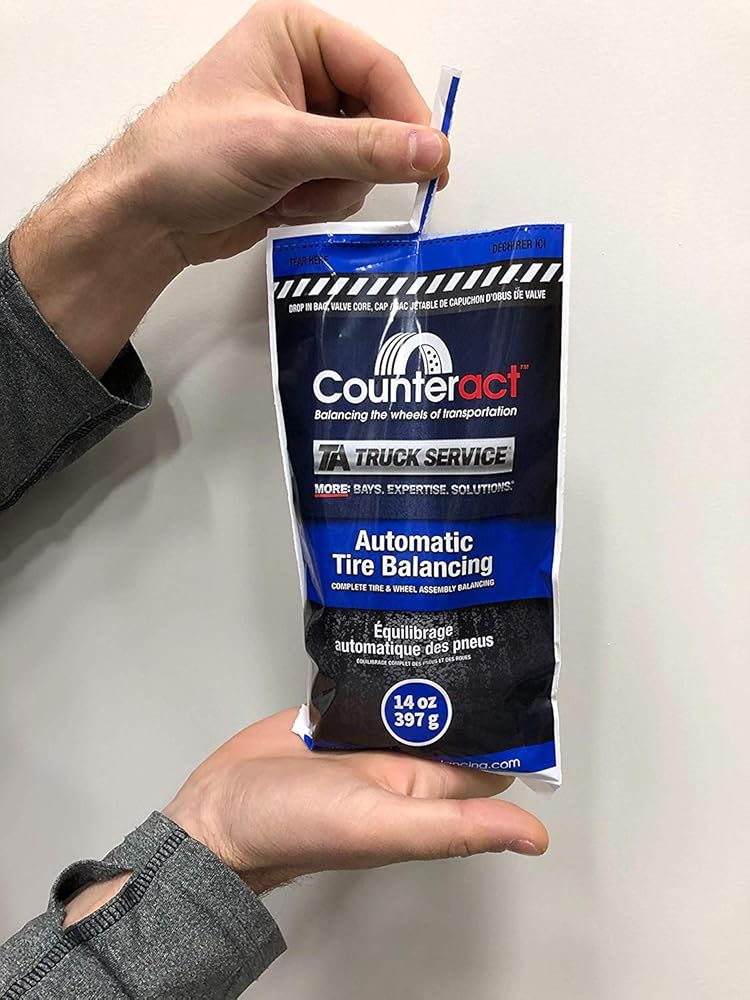 TEAR HERE
DÉCHIRER ICI
DROP IN BAG, VALVE CORE, CAP / SAC JETABLE DE CAPUCHON D'OBUS DE VALVE
Counteract™
Balancing the wheels of transportation
TA TRUCK SERVICE
MORE: BAYS. EXPERTISE. SOLUTIONS.®
Automatic
Tire Balancing
COMPLETE TIRE & WHEEL ASSEMBLY BALANCING
Équilibrage
automatique des pneus
ÉQUILIBRAGE COMPLET DES PNEUS ET DES ROUES
14 oz
397 g
ncing.com